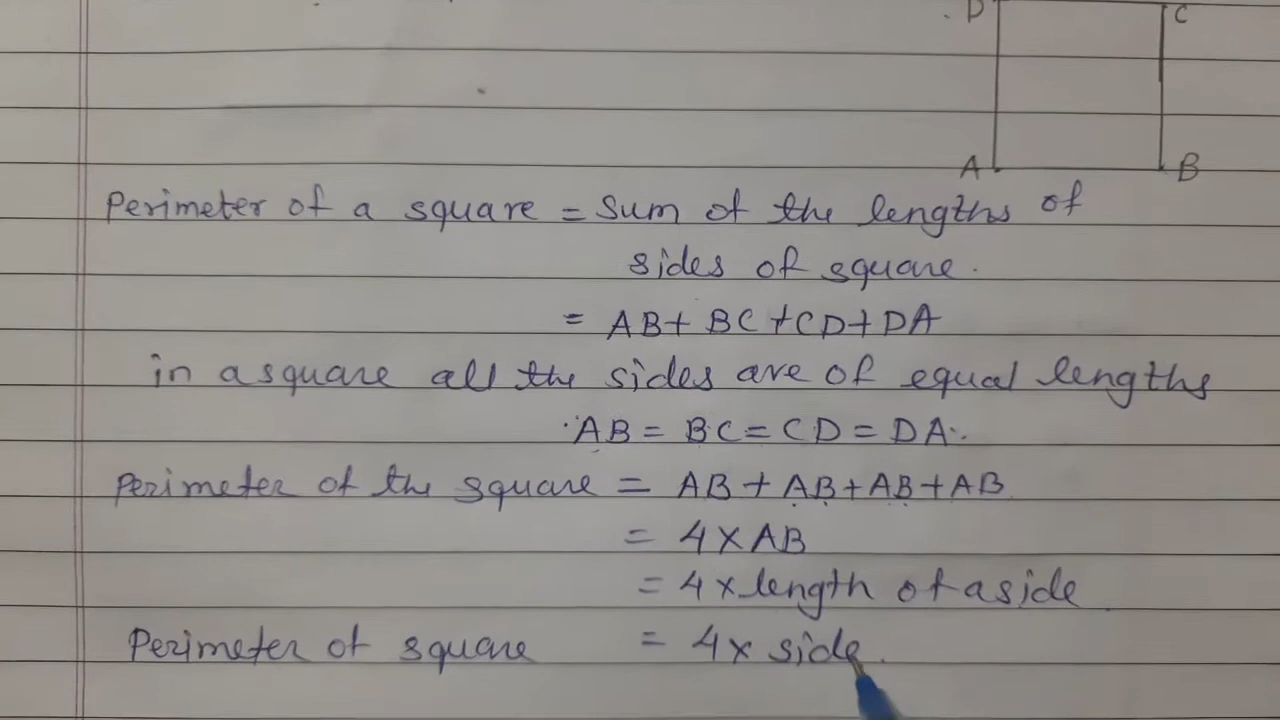 D C
A B
Perimeter of a square = Sum of the lengths of
sides of square.
= AB + BC + CD + DA
in a square all the sides are of equal lengths
AB = BC = CD = DA.
Perimeter of the square = AB + AB + AB + AB
= 4 x AB
= 4 x length of a side
Perimeter of square = 4 x side.